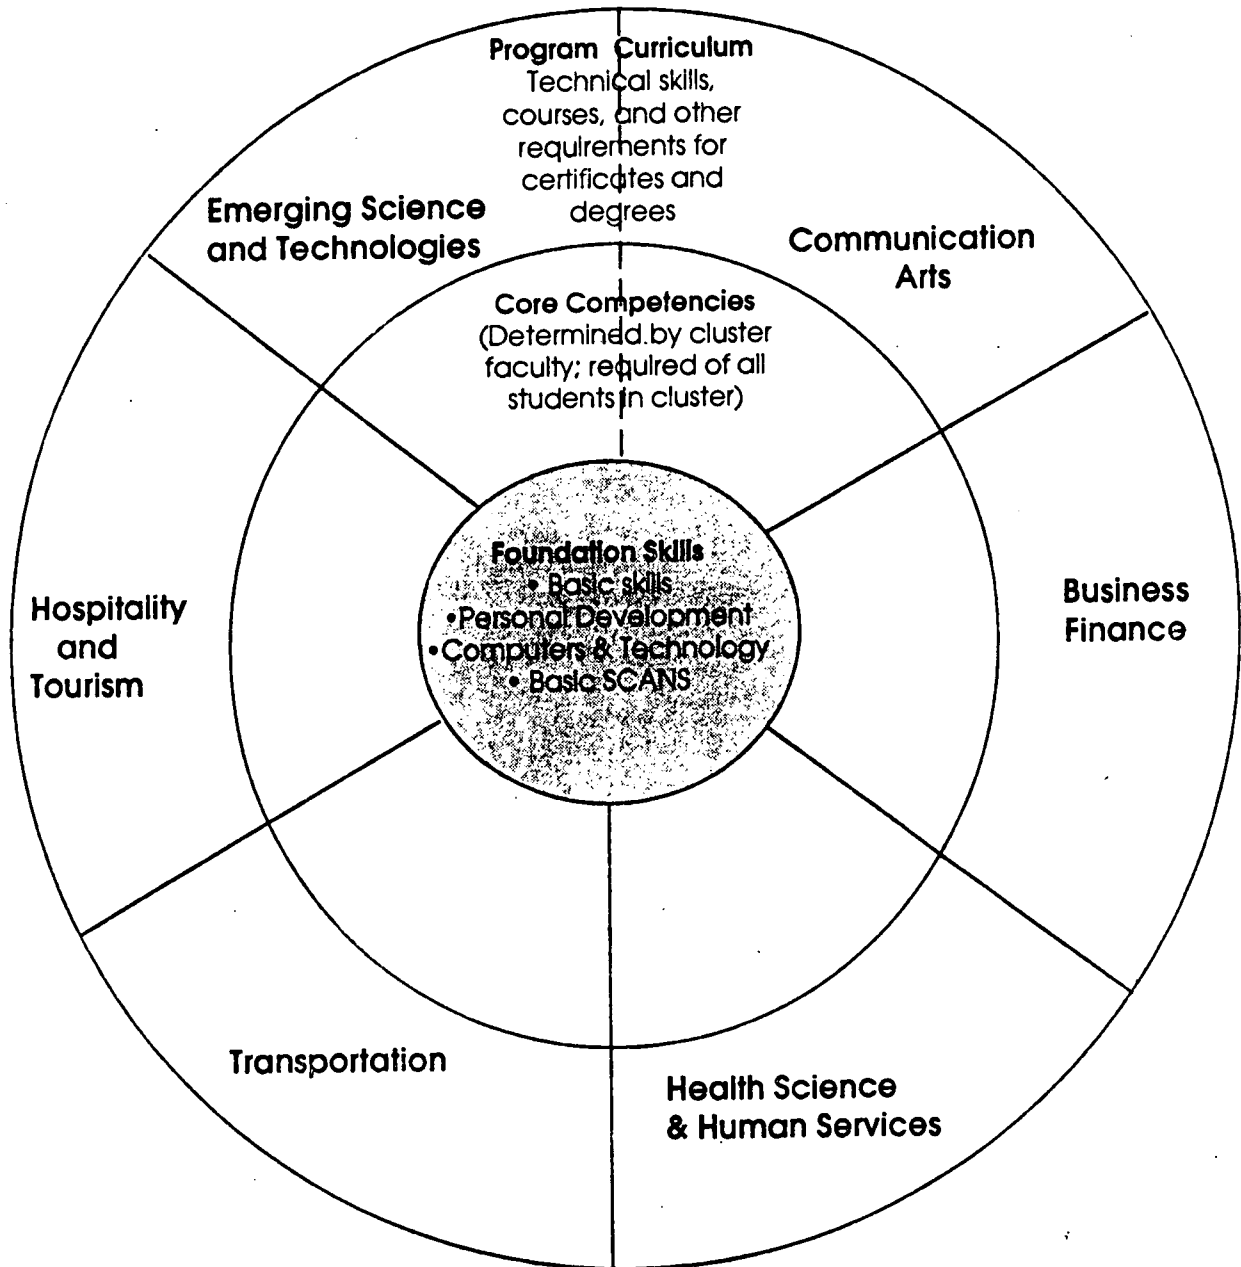 Program Curriculum
Technical skills,
courses, and other
requirements for
certificates and
degrees
Emerging Science
and Technologies
Communication
Arts
Core Competencies
(Determined by cluster
faculty; required of all
students in cluster)
Foundation Skills
• Basic skills
•Personal Development
•Computers & Technology
• Basic SCANS
Hospitality
and
Tourism
Business
Finance
Transportation
Health Science
& Human Services